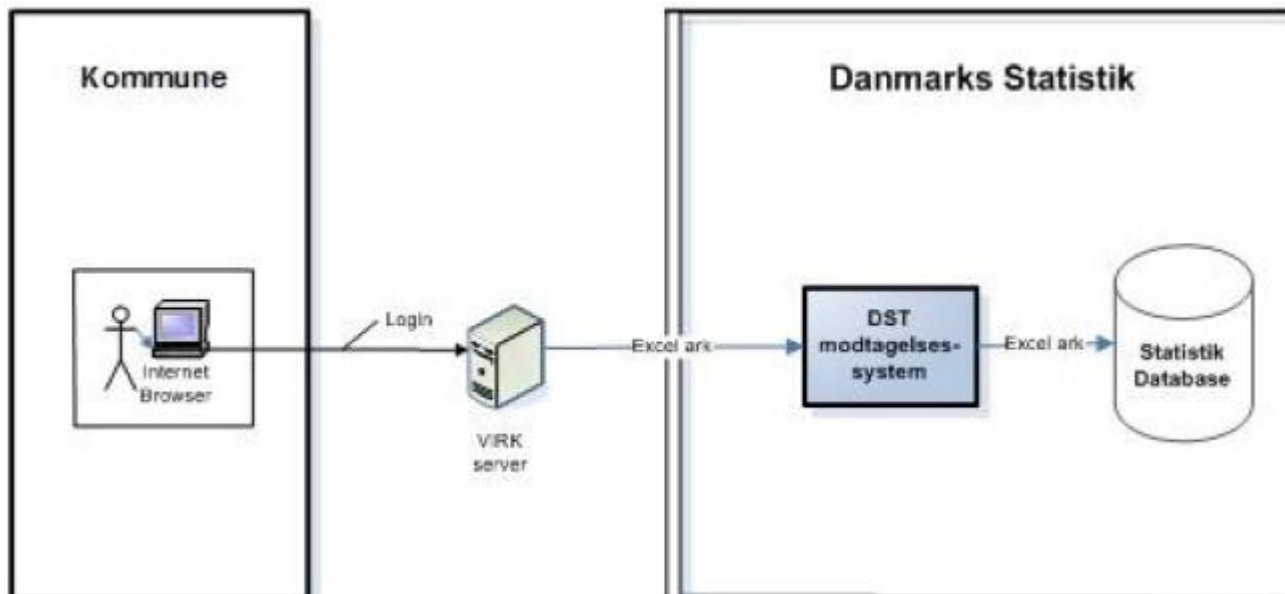 Kommune
Internet
Browser
Login
VIRK
server
Excel ark
Danmarks Statistik
DST
modtagelses-
system
Excel ark
Statistik
Database